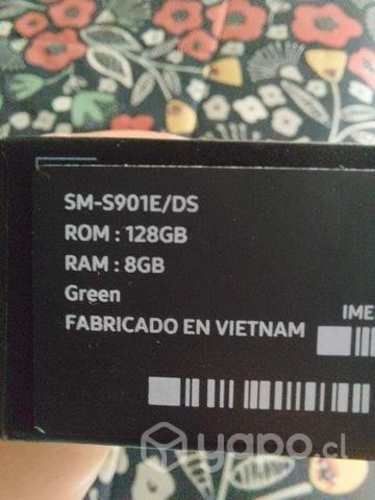 SM-S901E/DS
ROM : 128GB
RAM : 8GB
Green
IME
FABRICADO EN VIETNAM
yapo.cl